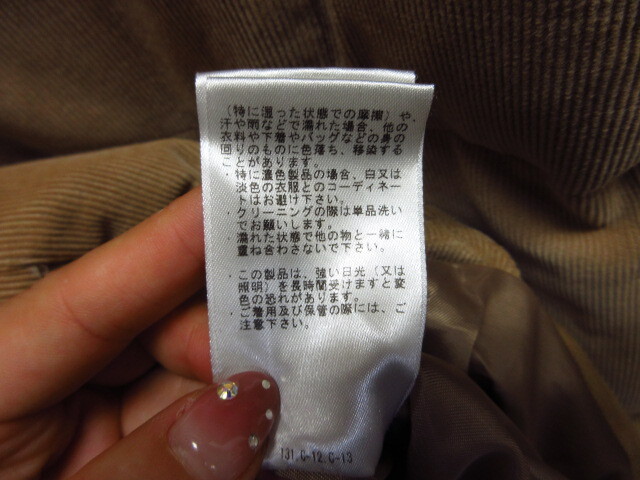 (特に湿った状態での摩擦)や、
汗や雨などで濡れた場合、他の
衣料や下着やバッグなどの身の
回りのものに色落ち、移染する
ことがあります。
・特に濃色製品の場合、白又は
淡色の衣服とのコーディネー
トはお避け下さい。
・クリーニングの際は単品洗い
でお願いします。
・濡れた状態で他の物と一緒に
重ね合わさないで下さい。
・この製品は、強い日光(又は
照明)を長時間受けますと変
色の恐れがあります。
・ご着用及び保管の際には、ご
注意下さい。
131.C-12.C-13